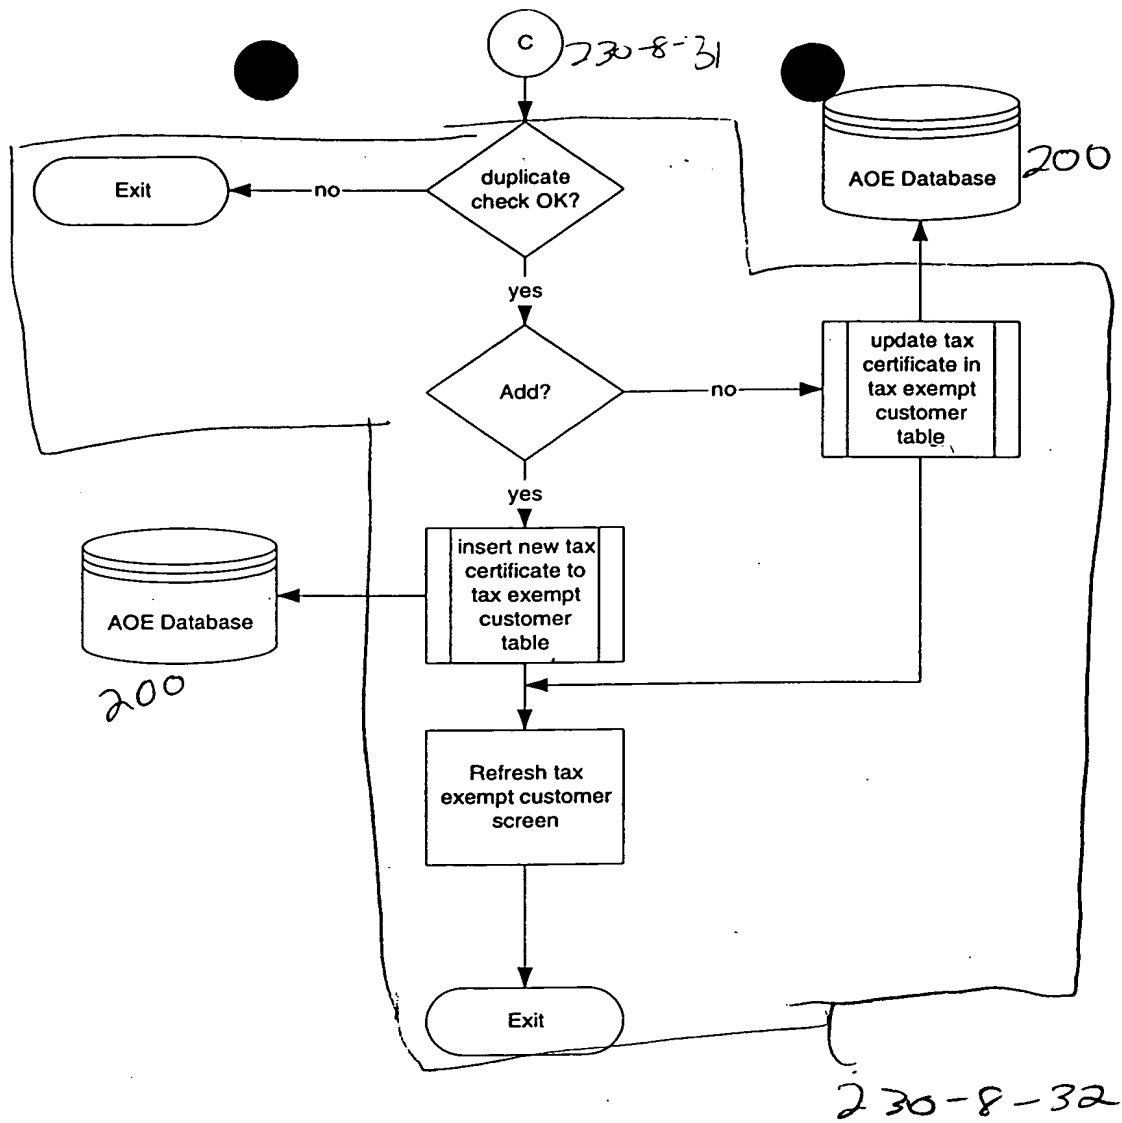 C
230-8-31
200
AOE Database
Exit
no
duplicate
check OK?
yes
Add?
no
update tax
certificate in
tax exempt
customer
table
yes
insert new tax
certificate to
tax exempt
customer
table
AOE Database
200
Refresh tax
exempt customer
screen
Exit
230-8-32